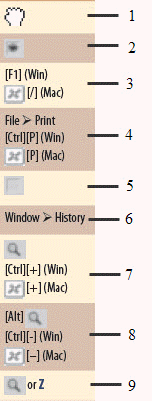 1
2
[F1] (Win)
[/] (Mac)
3
File ➤ Print
[Ctrl][P] (Win)
[P] (Mac)
4
5
Window ➤ History
6
[Ctrl][+] (Win)
[+] (Mac)
7
[Alt]
[Ctrl][-] (Win)
[–] (Mac)
8
or Z
9